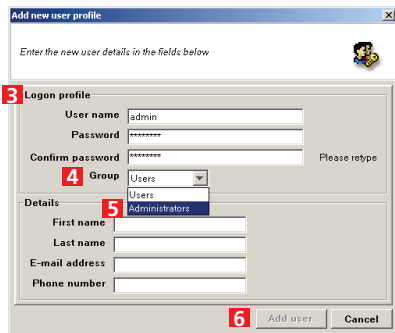 Add new user profile
Enter the new user details in the fields below
3 Logon profile
User name admin
Password ********
Confirm password ******** Please retype
4 Group Users
Users
5 Administrators
Details
First name
Last name
E-mail address
Phone number
6 Add user Cancel